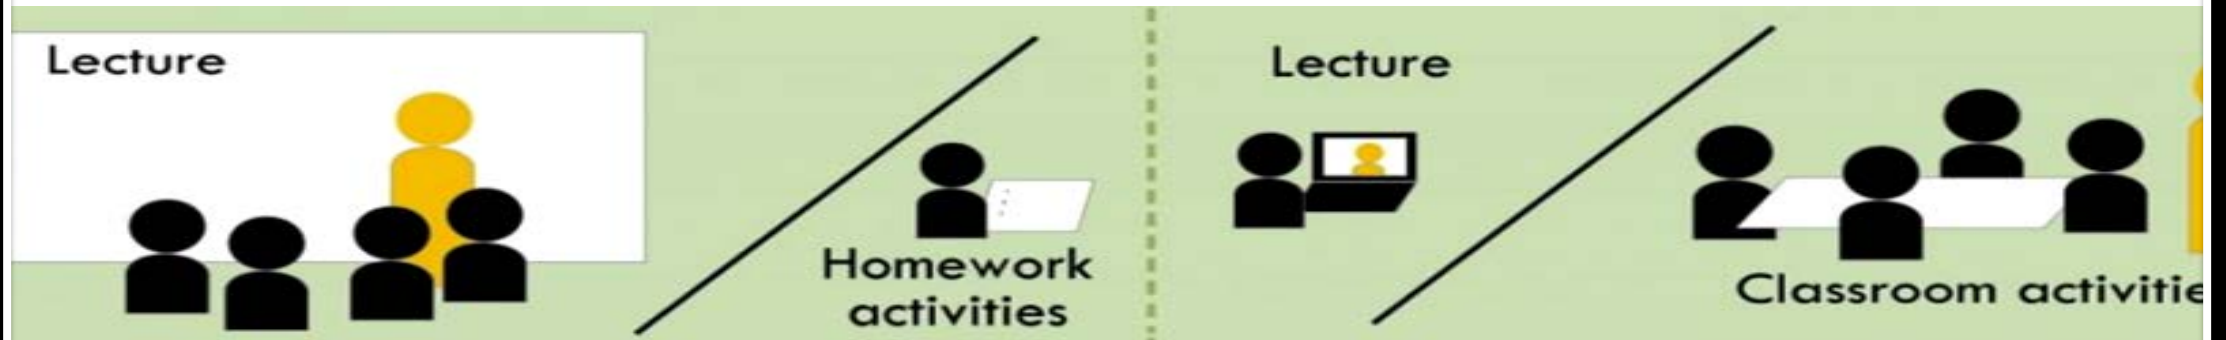 Lecture
Homework
activities
Lecture
Classroom activitie